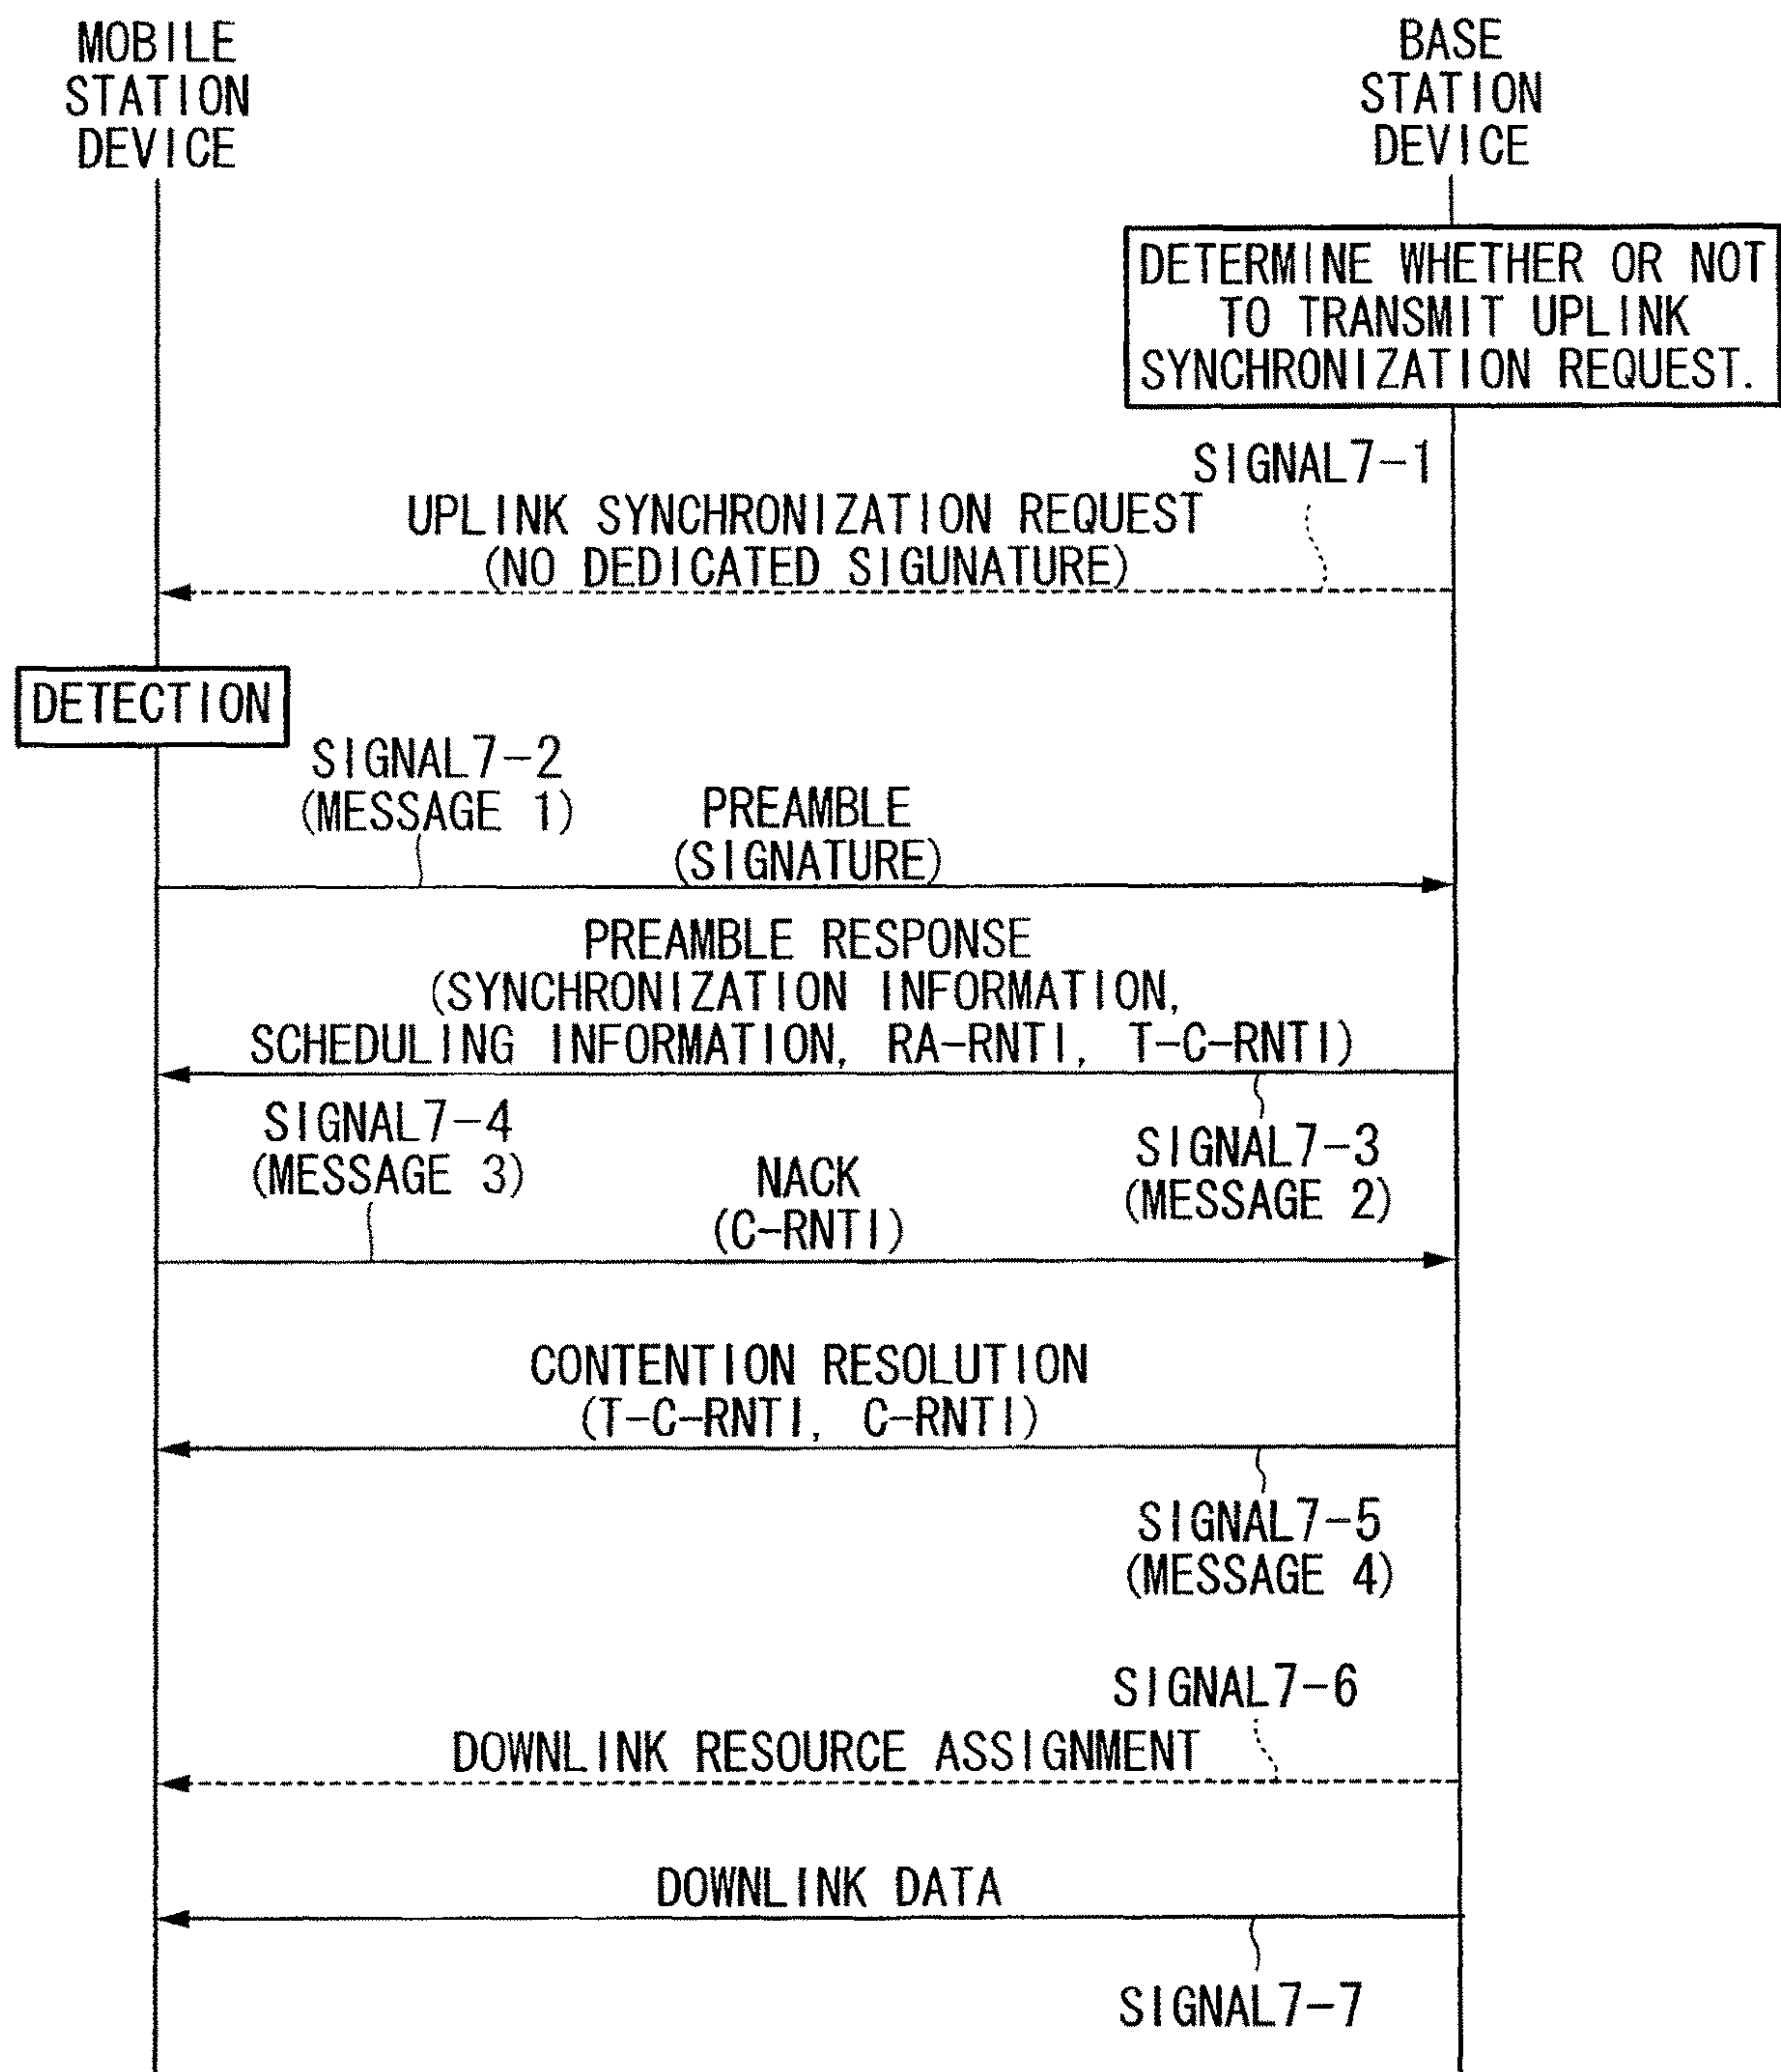 MOBILE
STATION
DEVICE
BASE
STATION
DEVICE
DETERMINE WHETHER OR NOT
TO TRANSMIT UPLINK
SYNCHRONIZATION REQUEST.
SIGNAL7-1
UPLINK SYNCHRONIZATION REQUEST
(NO DEDICATED SIGUNATURE)
DETECTION
SIGNAL7-2
(MESSAGE 1)
PREAMBLE
(SIGNATURE)
PREAMBLE RESPONSE
(SYNCHRONIZATION INFORMATION,
SCHEDULING INFORMATION, RA-RNTI, T-C-RNTI)
SIGNAL7-3
(MESSAGE 2)
SIGNAL7-4
(MESSAGE 3)
NACK
(C-RNTI)
CONTENTION RESOLUTION
(T-C-RNTI, C-RNTI)
SIGNAL7-5
(MESSAGE 4)
SIGNAL7-6
DOWNLINK RESOURCE ASSIGNMENT
DOWNLINK DATA
SIGNAL7-7